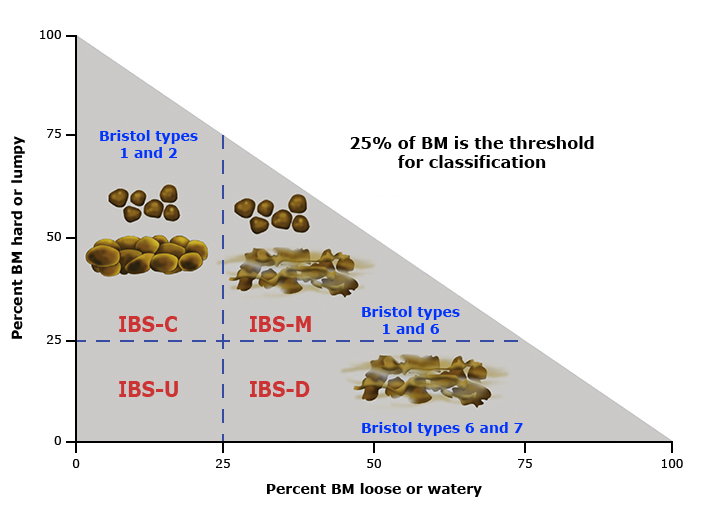 100
75
50
25
0
Percent BM hard or lumpy
Bristol types
1 and 2
25% of BM is the threshold
for classification
IBS-C
IBS-M
Bristol types
1 and 6
IBS-U
IBS-D
Bristol types 6 and 7
0
25
50
75
100
Percent BM loose or watery